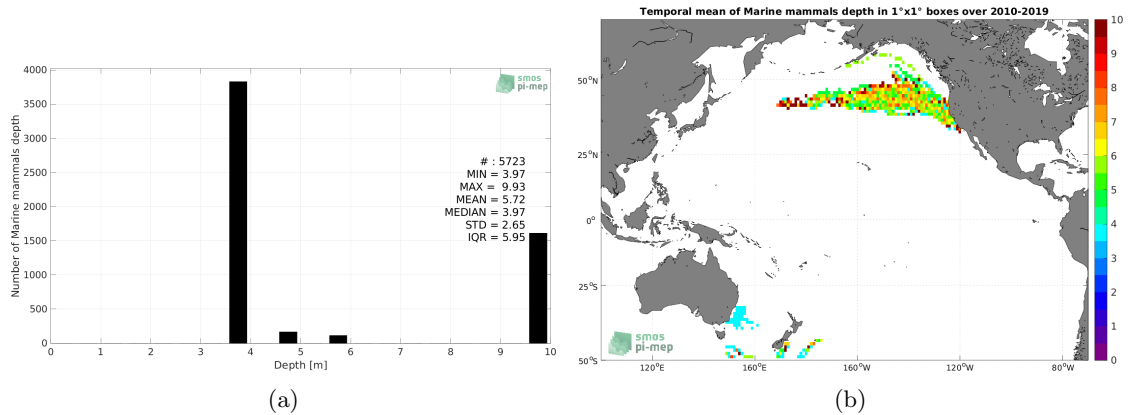 4000
3500
3000
2500
2000
1500
1000
500
0
Number of Marine mammals depth
smos
pi-mep
# : 5723
MIN = 3.97
MAX = 9.93
MEAN = 5.72
MEDIAN = 3.97
STD = 2.65
IQR = 5.95
0 1 2 3 4 5 6 7 8 9 10
Depth [m]
(a)
Temporal mean of Marine mammals depth in 1°x1° boxes over 2010-2019
50°N
25°N
0°
25°S
50°S
smos
pi-mep
120°E 160°E 160°W 120°W 80°W
10
9
8
7
6
5
4
3
2
1
0
(b)